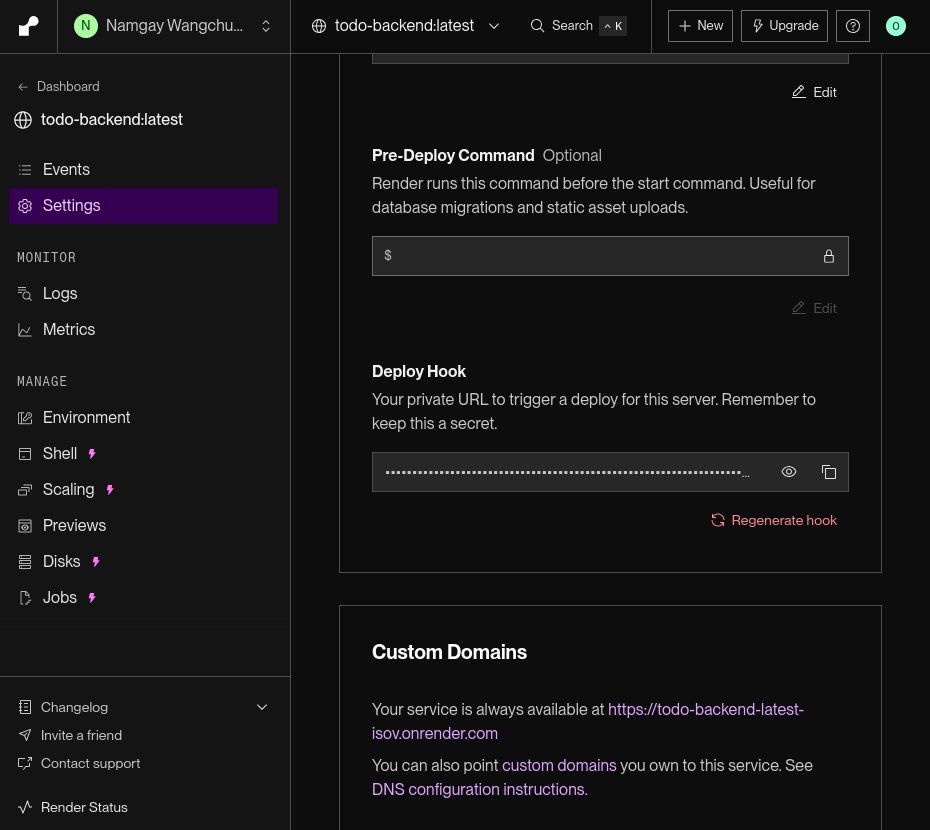 N Namgay Wangchu...
todo-backend:latest
Search ^ K
+ New
Upgrade
O
Dashboard
todo-backend:latest
Events
Settings
MONITOR
Logs
Metrics
MANAGE
Environment
Shell
Scaling
Previews
Disks
Jobs
Changelog
Invite a friend
Contact support
Render Status
Edit
Pre-Deploy Command Optional
Render runs this command before the start command. Useful for
database migrations and static asset uploads.
$
Edit
Deploy Hook
Your private URL to trigger a deploy for this server. Remember to
keep this a secret.
Regenerate hook
Custom Domains
Your service is always available at https://todo-backend-latest-
isov.onrender.com
You can also point custom domains you own to this service. See
DNS configuration instructions.